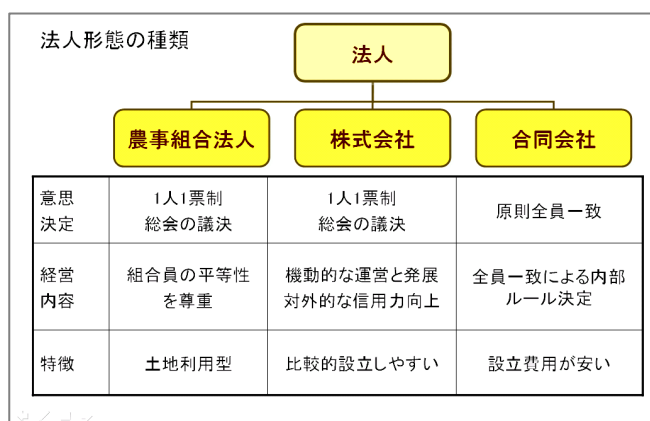 法人形態の種類
法人
農事組合法人
株式会社
合同会社
意思
決定
1人1票制
総会の議決
1人1票制
総会の議決
原則全員一致
経営
内容
組合員の平等性
を尊重
機動的な運営と発展
対外的な信用力向上
全員一致による内部
ルール決定
特徴
土地利用型
比較的設立しやすい
設立費用が安い